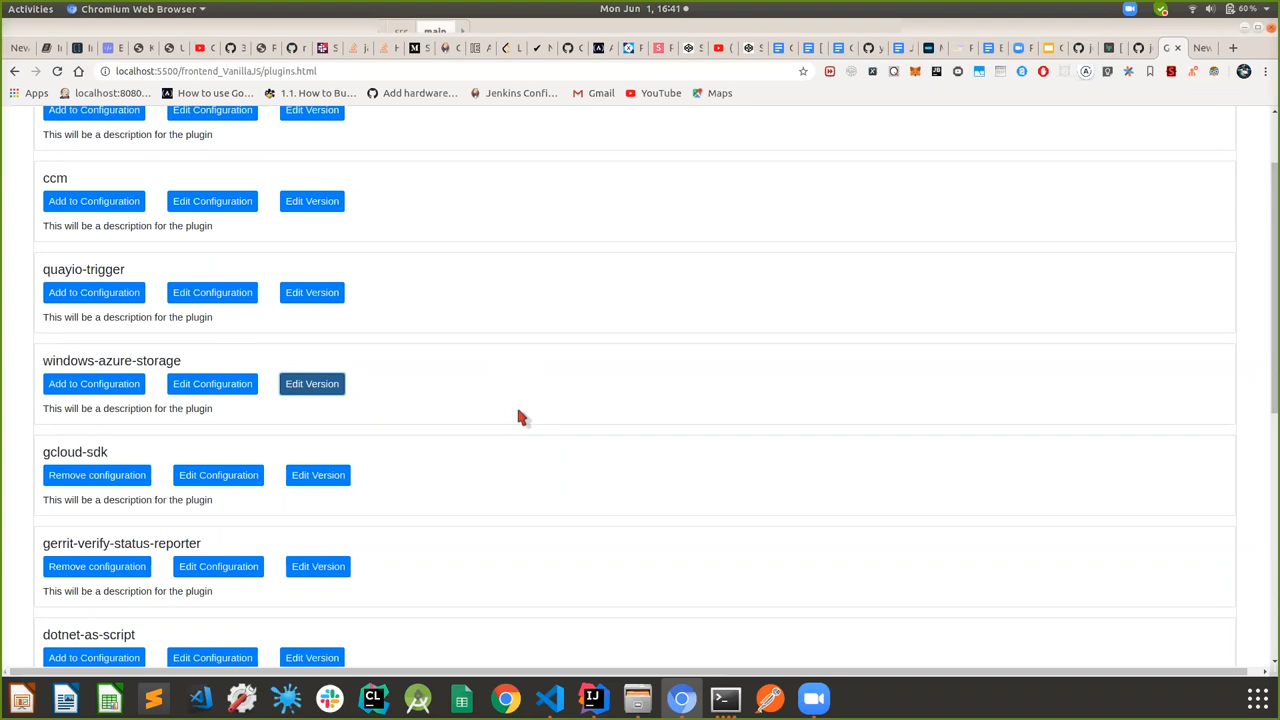 Activities
Chromium Web Browser
Mon Jun 1, 16:41
60 %
main
New
localhost:5500/frontend_VanillaJS/plugins.html
Apps
localhost:8080...
How to use Go...
1.1. How to Bu...
Add hardware...
Jenkins Confi...
Gmail
YouTube
Maps
Add to Configuration
Edit Configuration
Edit Version
This will be a description for the plugin
ccm
Add to Configuration
Edit Configuration
Edit Version
This will be a description for the plugin
quayio-trigger
Add to Configuration
Edit Configuration
Edit Version
This will be a description for the plugin
windows-azure-storage
Add to Configuration
Edit Configuration
Edit Version
This will be a description for the plugin
gcloud-sdk
Remove configuration
Edit Configuration
Edit Version
This will be a description for the plugin
gerrit-verify-status-reporter
Remove configuration
Edit Configuration
Edit Version
This will be a description for the plugin
dotnet-as-script
Add to Configuration
Edit Configuration
Edit Version